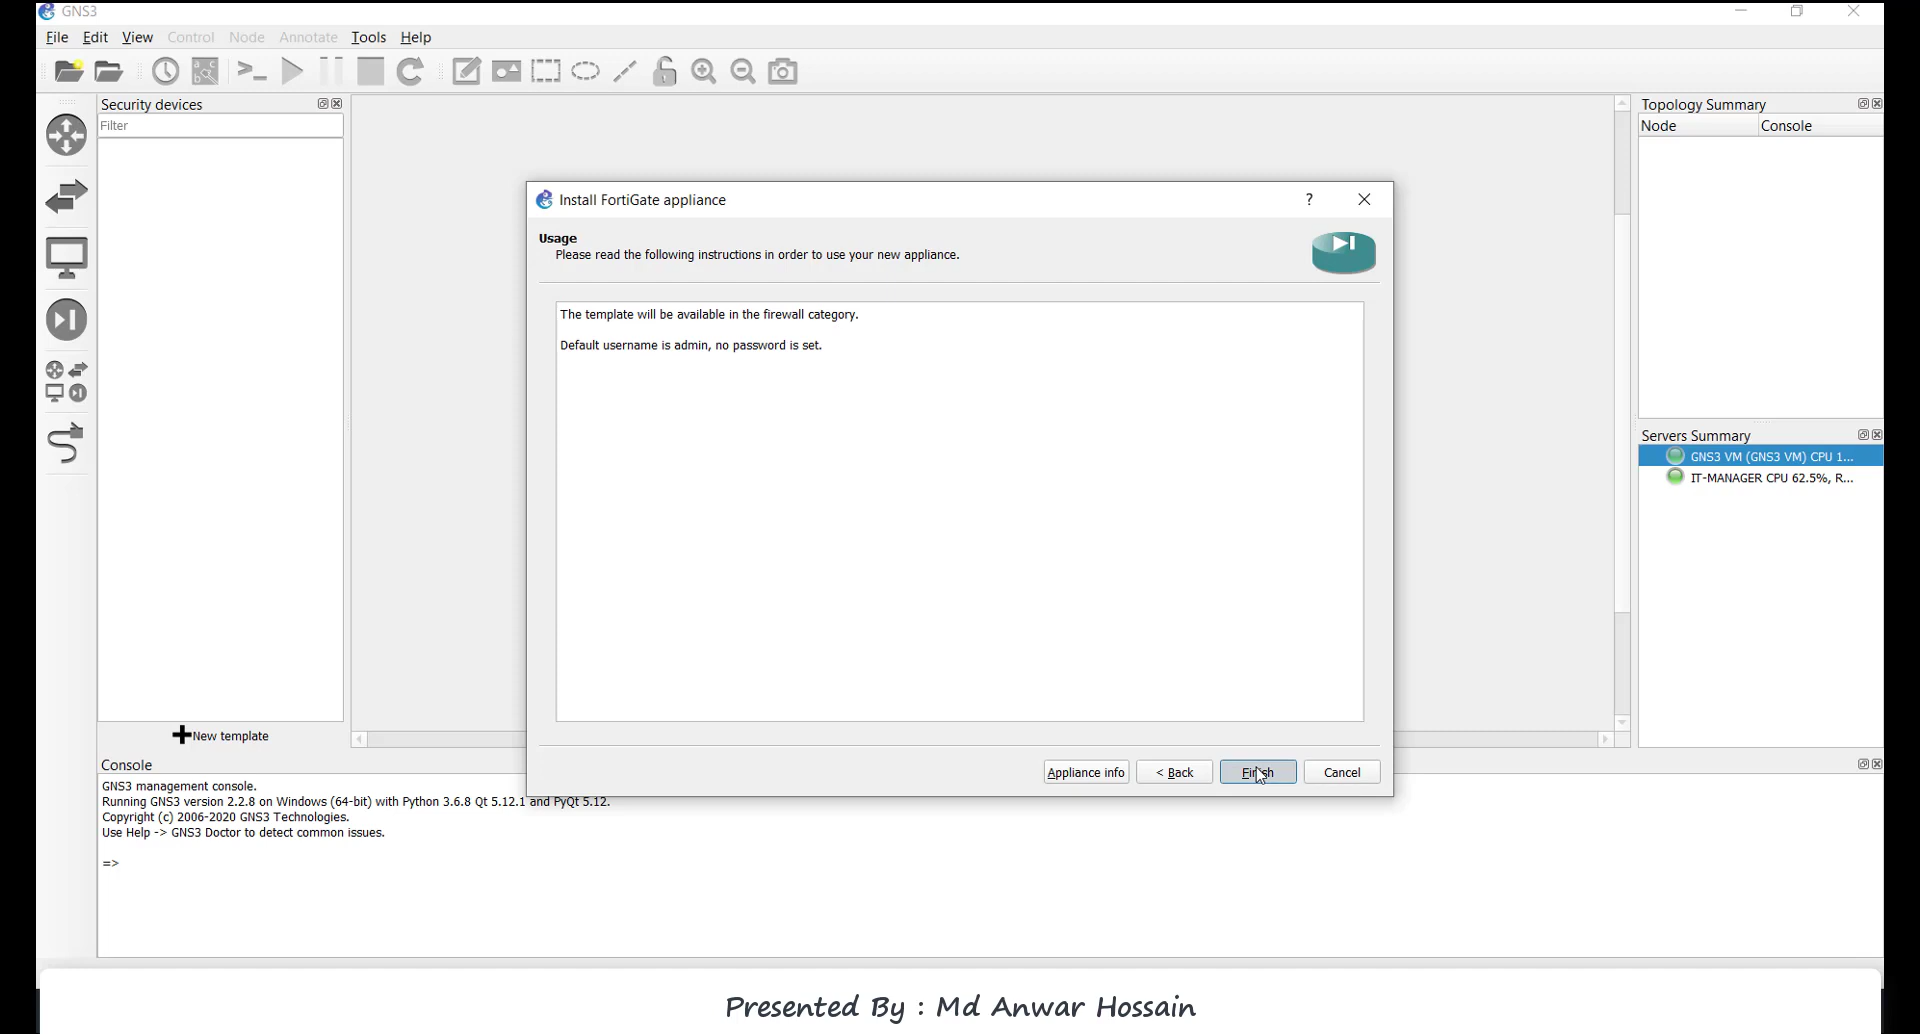 GNS3
File Edit View Control Node Annotate Tools Help
Security devices
Filter
New template
Topology Summary
Node Console
Servers Summary
GNS3 VM (GNS3 VM) CPU 1...
IT-MANAGER CPU 62.5%, R...
Install FortiGate appliance
?
Usage
Please read the following instructions in order to use your new appliance.
The template will be available in the firewall category.
Default username is admin, no password is set.
Appliance info < Back Finish Cancel
Console
GNS3 management console.
Running GNS3 version 2.2.8 on Windows (64-bit) with Python 3.6.8 Qt 5.12.1 and PyQt 5.12.
Copyright (c) 2006-2020 GNS3 Technologies.
Use Help -> GNS3 Doctor to detect common issues.
=>
Presented By : Md Anwar Hossain